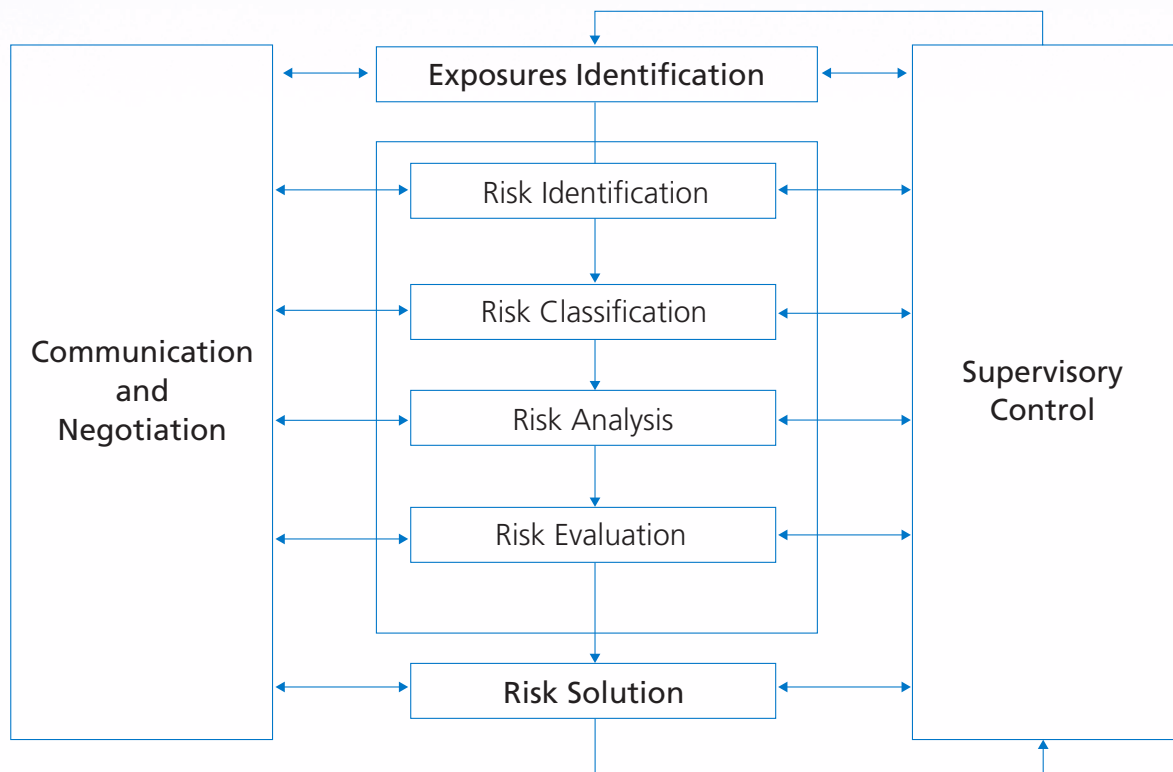 Exposures Identification
Risk Identification
Risk Classification
Communication
and
Negotiation
Supervisory
Control
Risk Analysis
Risk Evaluation
Risk Solution